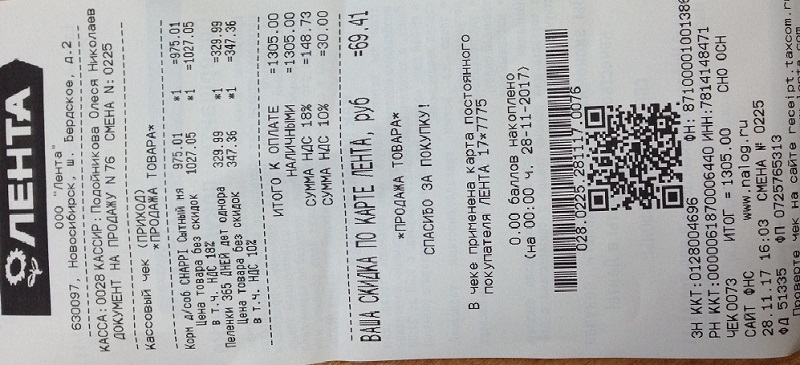 ЛЕНТА
ООО "Лента"
630097, Новосибирск, ш. Бердское, д.2
КАССА: 0028 КАССИР: Подойникова Олеся Николаев
ДОКУМЕНТ НА ПРОДАЖУ N 76 СМЕНА N: 0225
Кассовый чек (ПРИХОД)
*ПРОДАЖА ТОВАРА*
Корм д/соб CHAPPI Сытный мя 975.01 *1 =975.01
Цена товара без скидок 1027.05 *1 =1027.05
в т.ч. НДС 18%
Пеленки 365 ДНЕЙ дет однора 329.99 *1 =329.99
Цена товара без скидок 347.36 *1 =347.36
в т.ч. НДС 10%
ИТОГО К ОПЛАТЕ =1305.00
НАЛИЧНЫМИ =1305.00
СУММА НДС 18% =148.73
СУММА НДС 10% =30.00
ВАША СКИДКА ПО КАРТЕ ЛЕНТА, руб =69.41
*ПРОДАЖА ТОВАРА*
СПАСИБО ЗА ПОКУПКУ!
В чеке применена карта постоянного
покупателя ЛЕНТА 17*7775
0.00 баллов накоплено
(на 00:00 ч. 28-11-2017)
028.0225.281117.0076
ЗН ККТ:0128004696 ФН: 8710000100138
РН ККТ:0000061870006440 ИНН:7814148471
ЧЕК 0073 ИТОГ = 1305.00 СНО ОСН
САЙТ ФНС www.nalog.ru
28.11.17 16:03 СМЕНА № 0225
ФД 51335 ФП 0725765313
Проверьте чек на сайте receipt.taxcom.ru